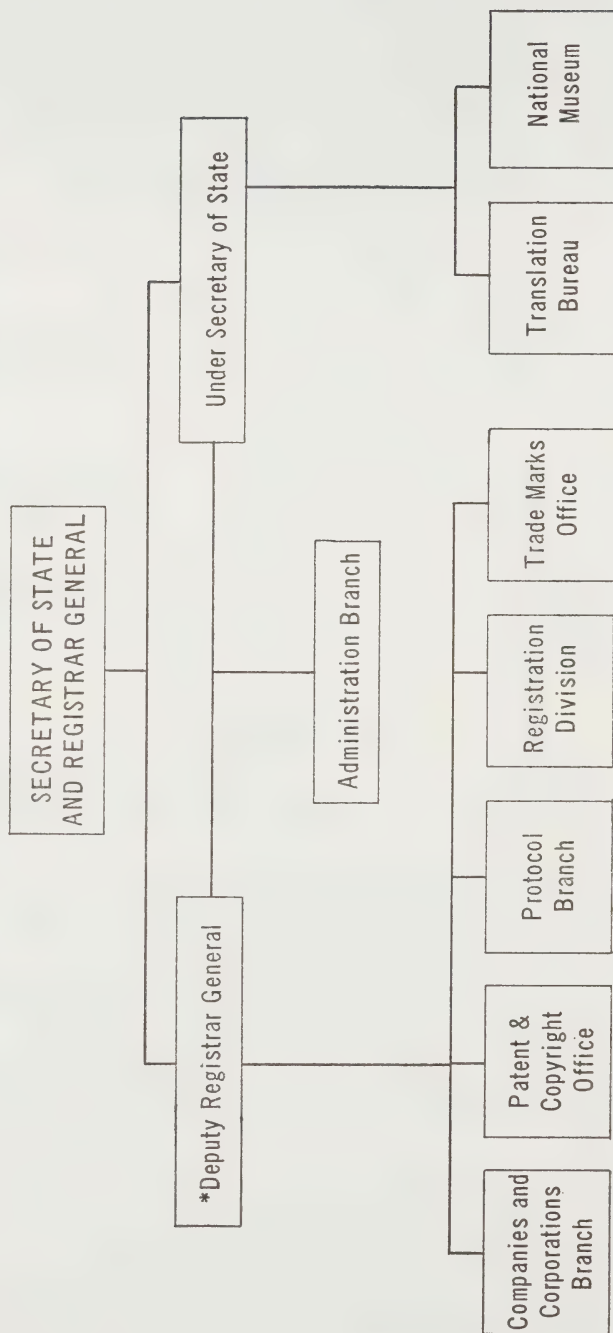 SECRETARY OF STATE
AND REGISTRAR GENERAL
*Deputy Registrar General
Under Secretary of State
Administration Branch
Companies and
Corporations
Branch
Patent &
Copyright
Office
Protocol
Branch
Registration
Division
Trade Marks
Office
Translation
Bureau
National
Museum